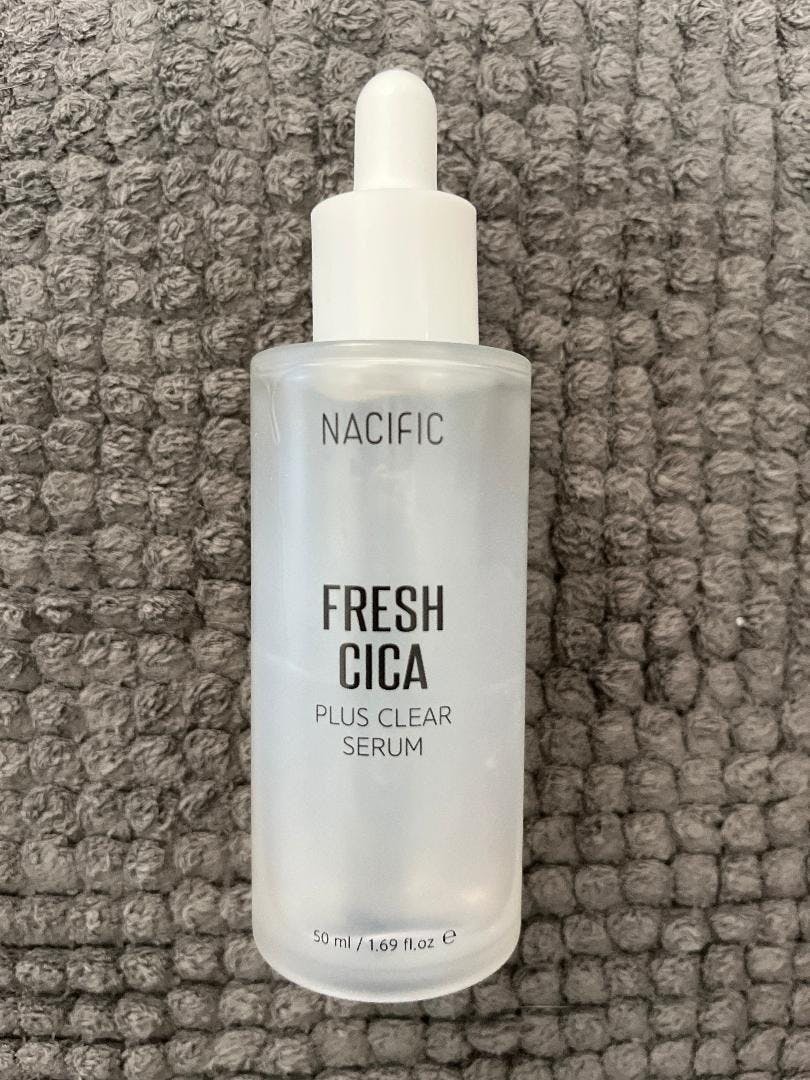 NACIFIC
FRESH
CICA
PLUS CLEAR
SERUM
50 ml / 1.69 fl.oz ℮